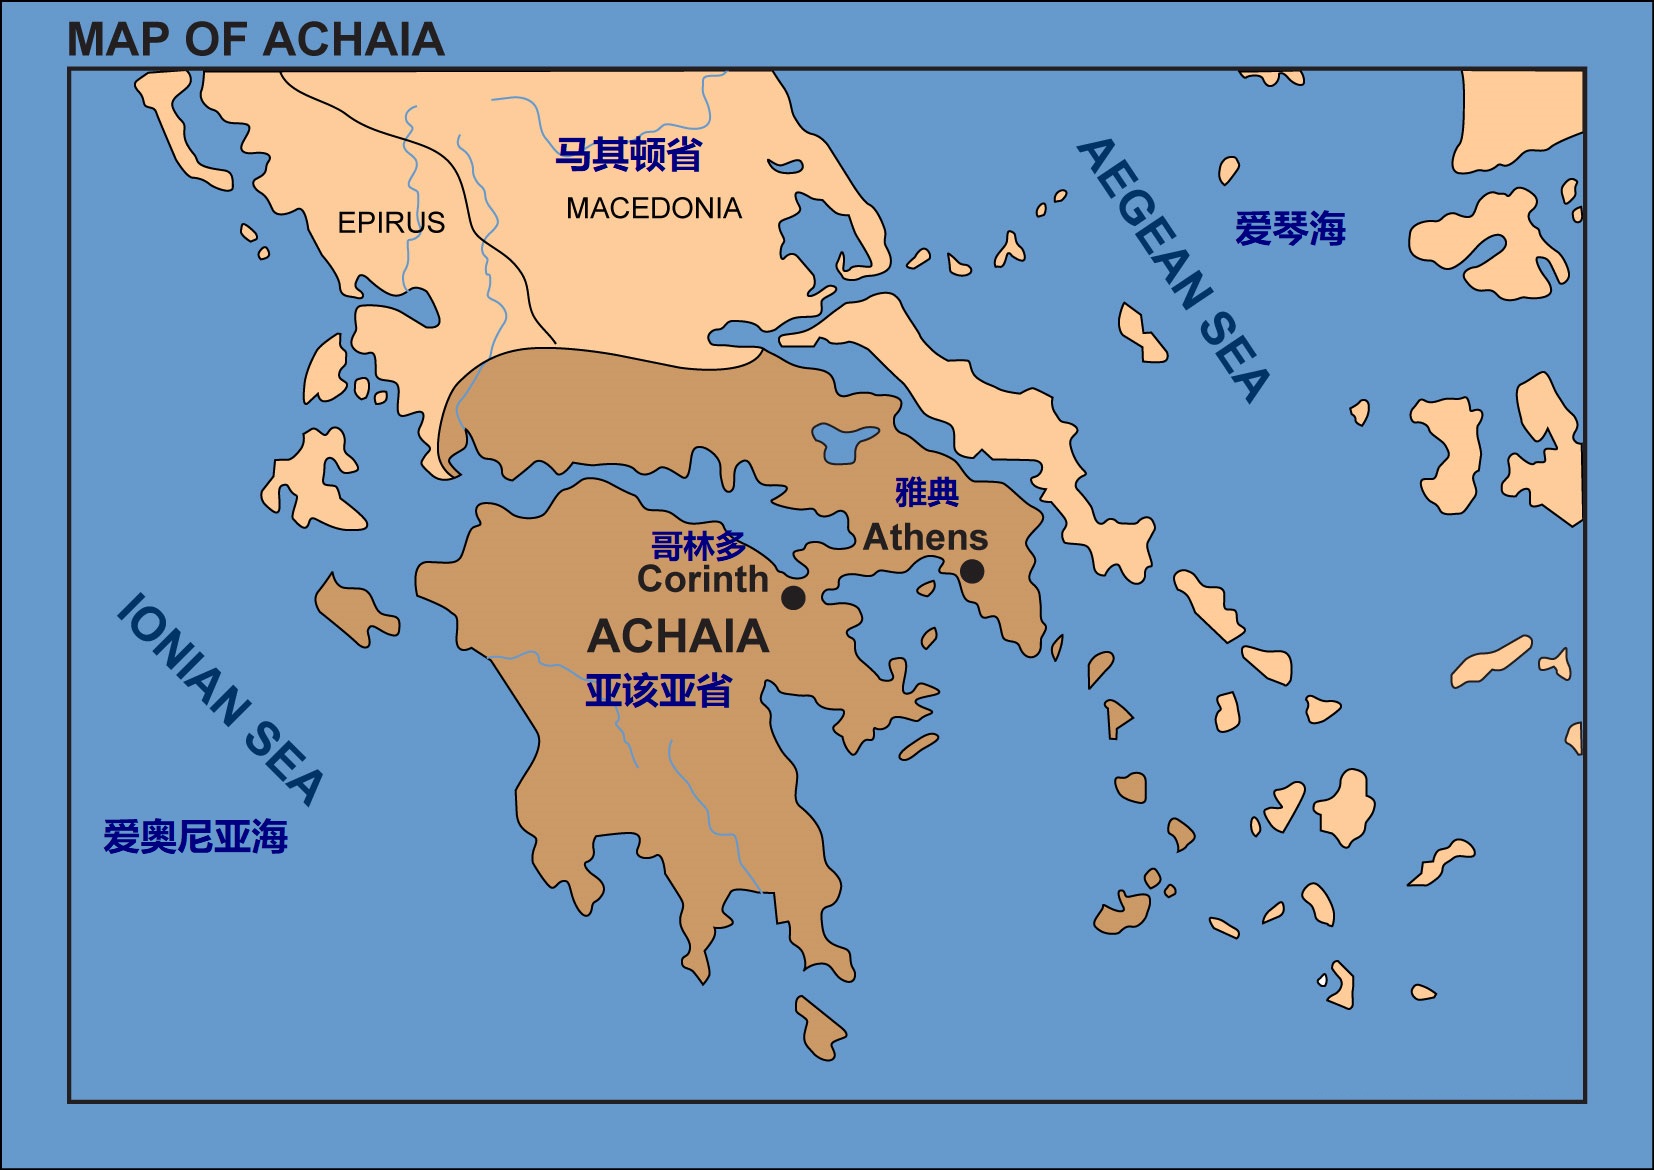 MAP OF ACHAIA
马其顿省
MACEDONIA
EPIRUS
AEGEAN SEA
爱琴海
雅典
Athens
哥林多
Corinth
ACHAIA
亚该亚省
IONIAN SEA
爱奥尼亚海